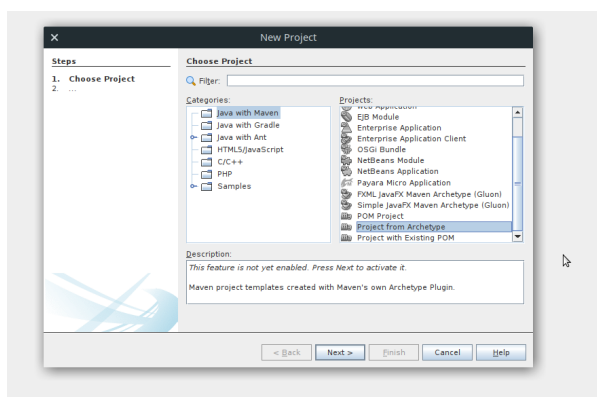 New Project
Steps
1. Choose Project
2. ...
Choose Project
Filter:
Categories:
Java with Maven
Java with Gradle
Java with Ant
HTML5/JavaScript
C/C++
PHP
Samples
Projects:
Web Application
EJB Module
Enterprise Application
Enterprise Application Client
OSGi Bundle
NetBeans Module
NetBeans Application
Payara Micro Application
FXML JavaFX Maven Archetype (Gluon)
Simple JavaFX Maven Archetype (Gluon)
POM Project
Project from Archetype
Project with Existing POM
Description:
This feature is not yet enabled. Press Next to activate it.
Maven project templates created with Maven's own Archetype Plugin.
< Back Next > Finish Cancel Help